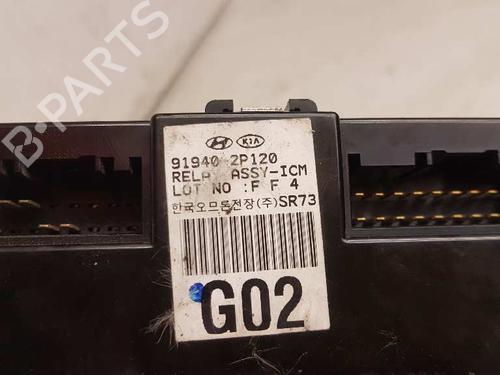 HYUNDAI KIA
91940-2P120
RELAY ASSY-ICM
LOT NO :F F 4
한국오므론전장(주)SR73
G02
B-PARTS